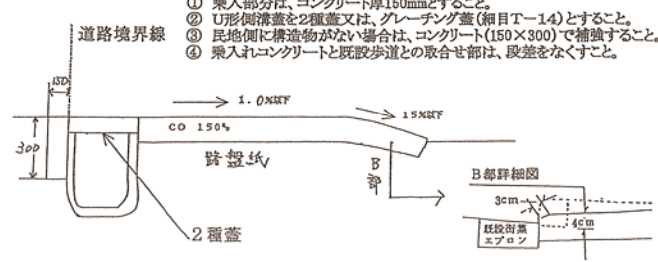 ① 乗入部分は、コンクリート厚150mmとすること。
② U形側溝蓋を2種蓋又は、グレーチング蓋(細目T－14)とすること。
道路境界線
③ 民地側に構造物がない場合は、コンクリート(150×300)で補強すること。
④ 乗入れコンクリートと既設歩道との取合せ部は、段差をなくすこと。
150
1.0%以下
15%以下
300
CO 150%
路盤紙
B部
B部詳細図
3cm
4cm
既設街築
エプロン
2種蓋